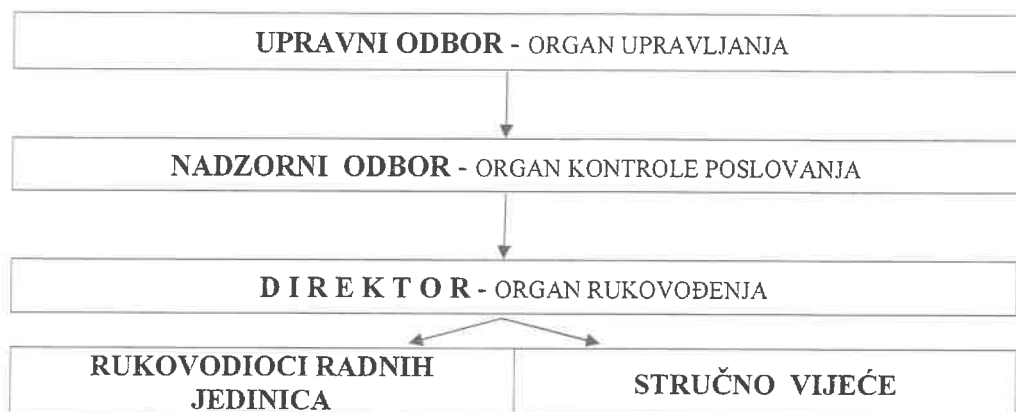 UPRAVNI ODBOR - ORGAN UPRAVLJANJA
NADZORNI ODBOR - ORGAN KONTROLE POSLOVANJA
D I R E K T O R - ORGAN RUKOVOĐENJA
RUKOVODIOCI RADNIH
JEDINICA
STRUČNO VIJEĆE